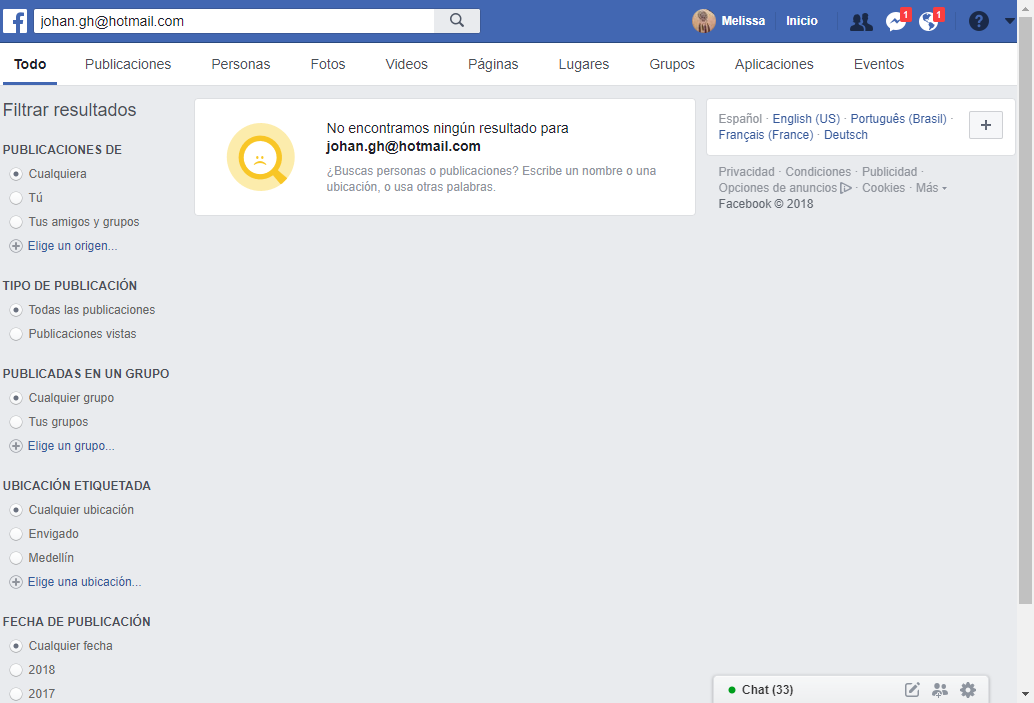 johan.gh@hotmail.com
Melissa
Inicio
1
1
Todo
Publicaciones
Personas
Fotos
Videos
Páginas
Lugares
Grupos
Aplicaciones
Eventos
Filtrar resultados
PUBLICACIONES DE
Cualquiera
Tú
Tus amigos y grupos
Elige un origen...
TIPO DE PUBLICACIÓN
Todas las publicaciones
Publicaciones vistas
PUBLICADAS EN UN GRUPO
Cualquier grupo
Tus grupos
Elige un grupo...
UBICACIÓN ETIQUETADA
Cualquier ubicación
Envigado
Medellín
Elige una ubicación...
FECHA DE PUBLICACIÓN
Cualquier fecha
2018
2017
No encontramos ningún resultado para
johan.gh@hotmail.com
¿Buscas personas o publicaciones? Escribe un nombre o una
ubicación, o usa otras palabras.
Español · English (US) · Português (Brasil) ·
Français (France) · Deutsch
Privacidad · Condiciones · Publicidad ·
Opciones de anuncios · Cookies · Más
Facebook © 2018
Chat (33)